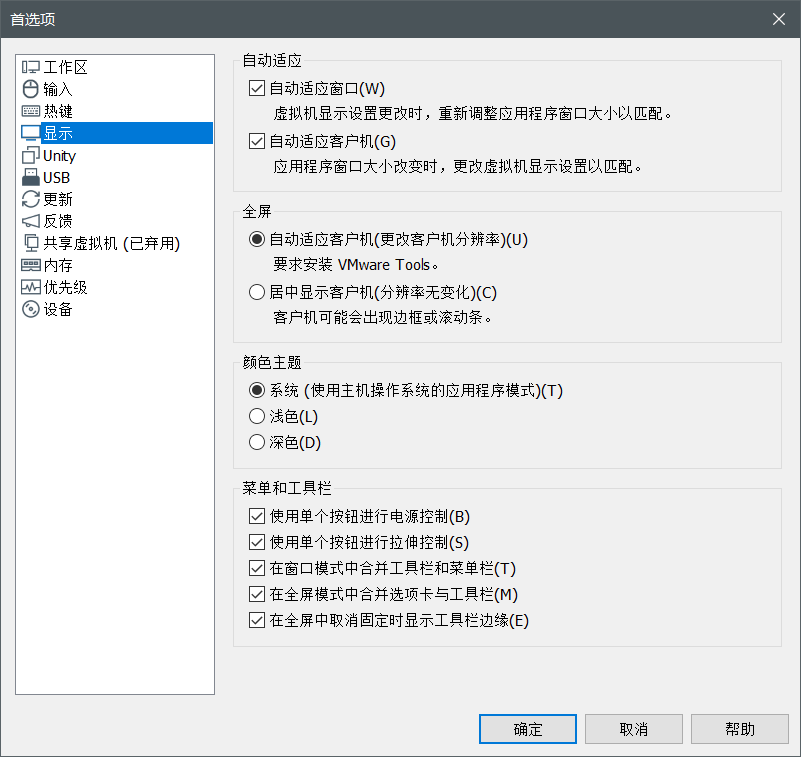 首选项
工作区
输入
热键
显示
Unity
USB
更新
反馈
共享虚拟机 (已弃用)
内存
优先级
设备
自动适应
自动适应窗口(W)
虚拟机显示设置更改时，重新调整应用程序窗口大小以匹配。
自动适应客户机(G)
应用程序窗口大小改变时，更改虚拟机显示设置以匹配。
全屏
自动适应客户机(更改客户机分辨率)(U)
要求安装 VMware Tools。
居中显示客户机(分辨率无变化)(C)
客户机可能会出现边框或滚动条。
颜色主题
系统 (使用主机操作系统的应用程序模式)(T)
浅色(L)
深色(D)
菜单和工具栏
使用单个按钮进行电源控制(B)
使用单个按钮进行拉伸控制(S)
在窗口模式中合并工具栏和菜单栏(T)
在全屏模式中合并选项卡与工具栏(M)
在全屏中取消固定时显示工具栏边缘(E)
确定
取消
帮助